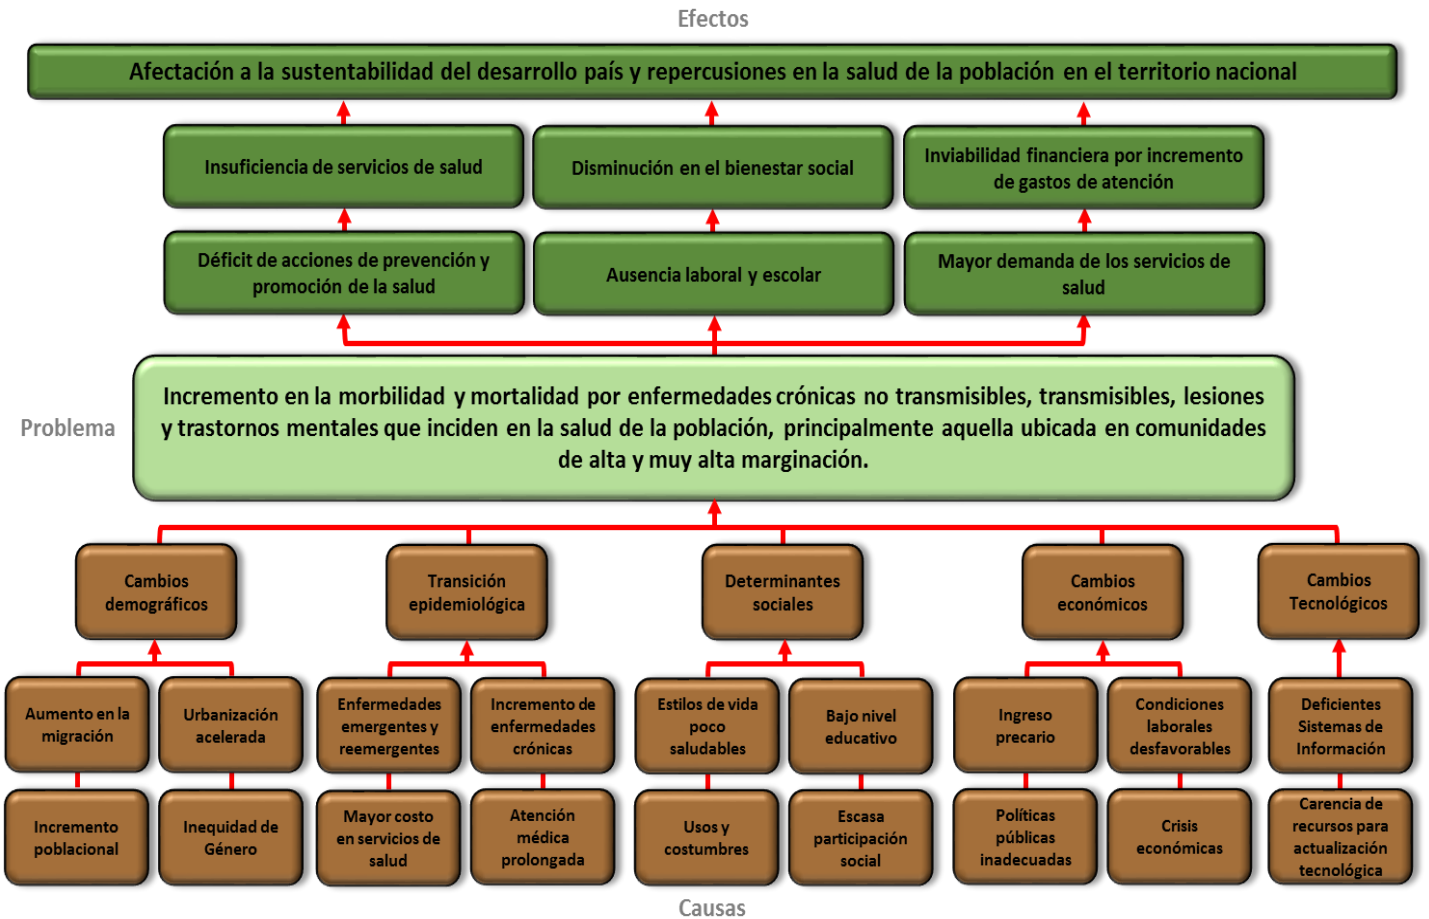 Efectos
Afectación a la sustentabilidad del desarrollo país y repercusiones en la salud de la población en el territorio nacional
Insuficiencia de servicios de salud
Disminución en el bienestar social
Inviabilidad financiera por incremento
de gastos de atención
Déficit de acciones de prevención y
promoción de la salud
Ausencia laboral y escolar
Mayor demanda de los servicios de
salud
Problema
Incremento en la morbilidad y mortalidad por enfermedades crónicas no transmisibles, transmisibles, lesiones
y trastornos mentales que inciden en la salud de la población, principalmente aquella ubicada en comunidades
de alta y muy alta marginación.
Cambios
demográficos
Transición
epidemiológica
Determinantes
sociales
Cambios
económicos
Cambios
Tecnológicos
Aumento en la
migración
Urbanización
acelerada
Enfermedades
emergentes y
reemergentes
Incremento de
enfermedades
crónicas
Estilos de vida
poco
saludables
Bajo nivel
educativo
Ingreso
precario
Condiciones
laborales
desfavorables
Deficientes
Sistemas de
Información
Incremento
poblacional
Inequidad de
Género
Mayor costo
en servicios de
salud
Atención
médica
prolongada
Usos y
costumbres
Escasa
participación
social
Políticas
públicas
inadecuadas
Crisis
económicas
Carencia de
recursos para
actualización
tecnológica
Causas